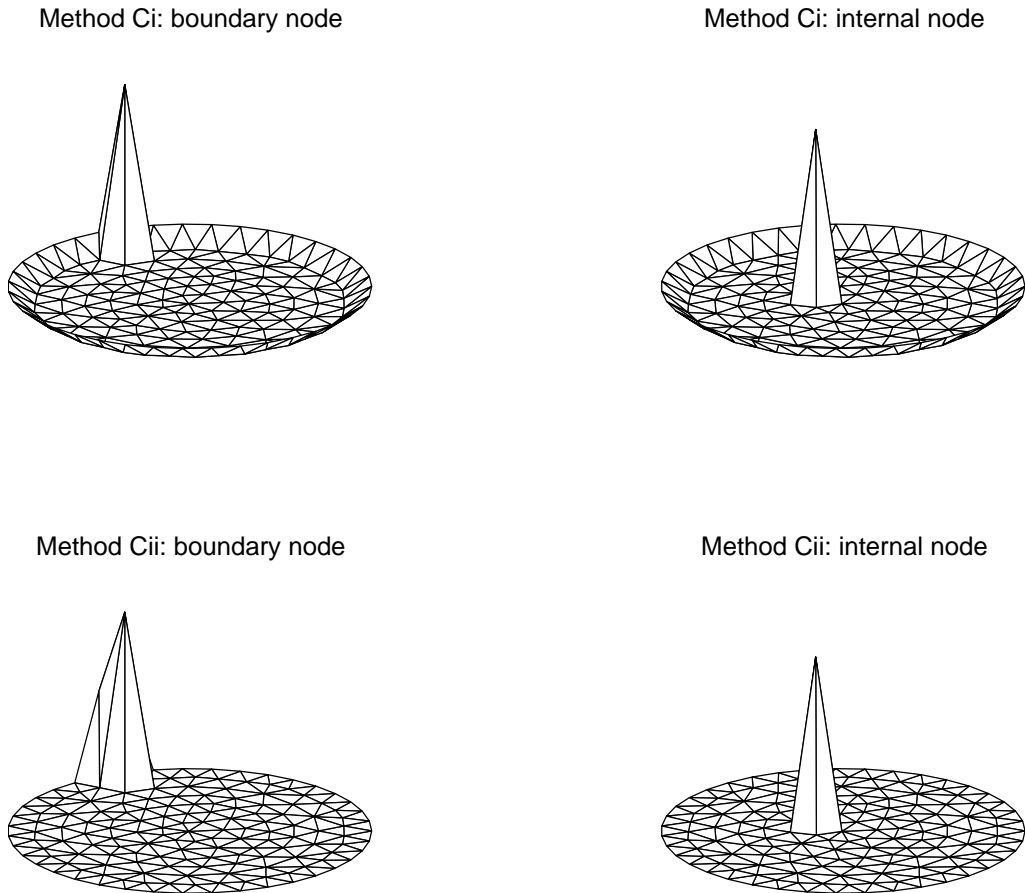 Method Ci: boundary node
Method Ci: internal node
Method Cii: boundary node
Method Cii: internal node